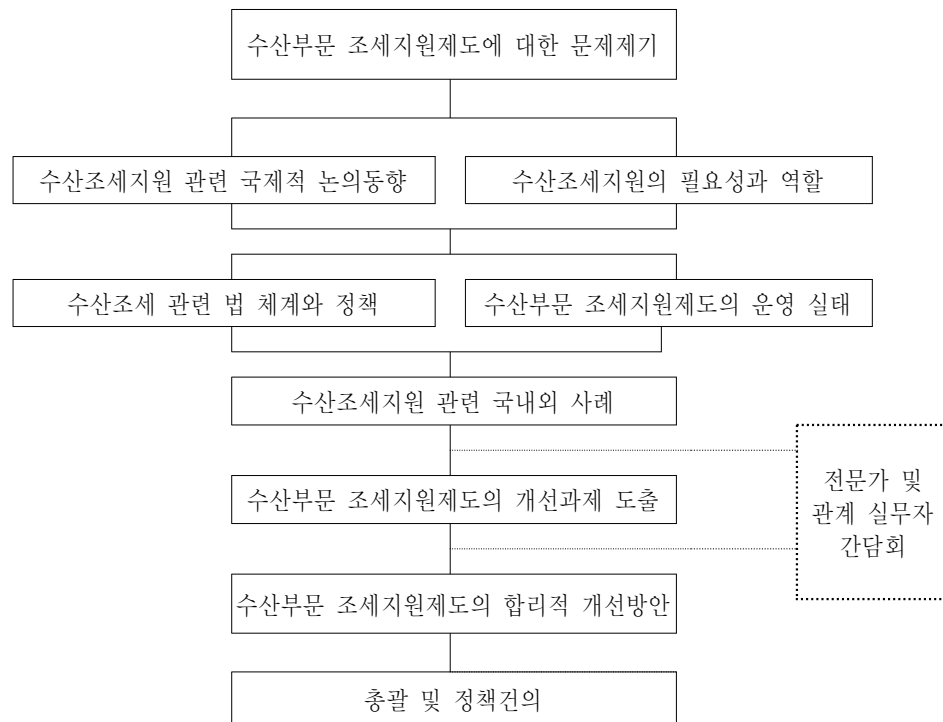 수산부문 조세지원제도에 대한 문제제기
수산조세지원 관련 국제적 논의동향
수산조세지원의 필요성과 역할
수산조세 관련 법 체계와 정책
수산부문 조세지원제도의 운영 실태
수산조세지원 관련 국내외 사례
전문가 및
관계 실무자
간담회
수산부문 조세지원제도의 개선과제 도출
수산부문 조세지원제도의 합리적 개선방안
총괄 및 정책건의